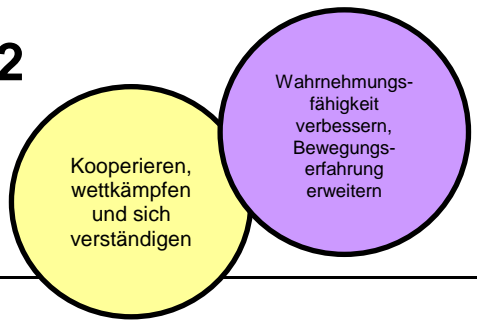 2
Wahrnehmungs-
fähigkeit
verbessern,
Bewegungs-
erfahrung
erweitern
Kooperieren,
wettkämpfen
und sich
verständigen